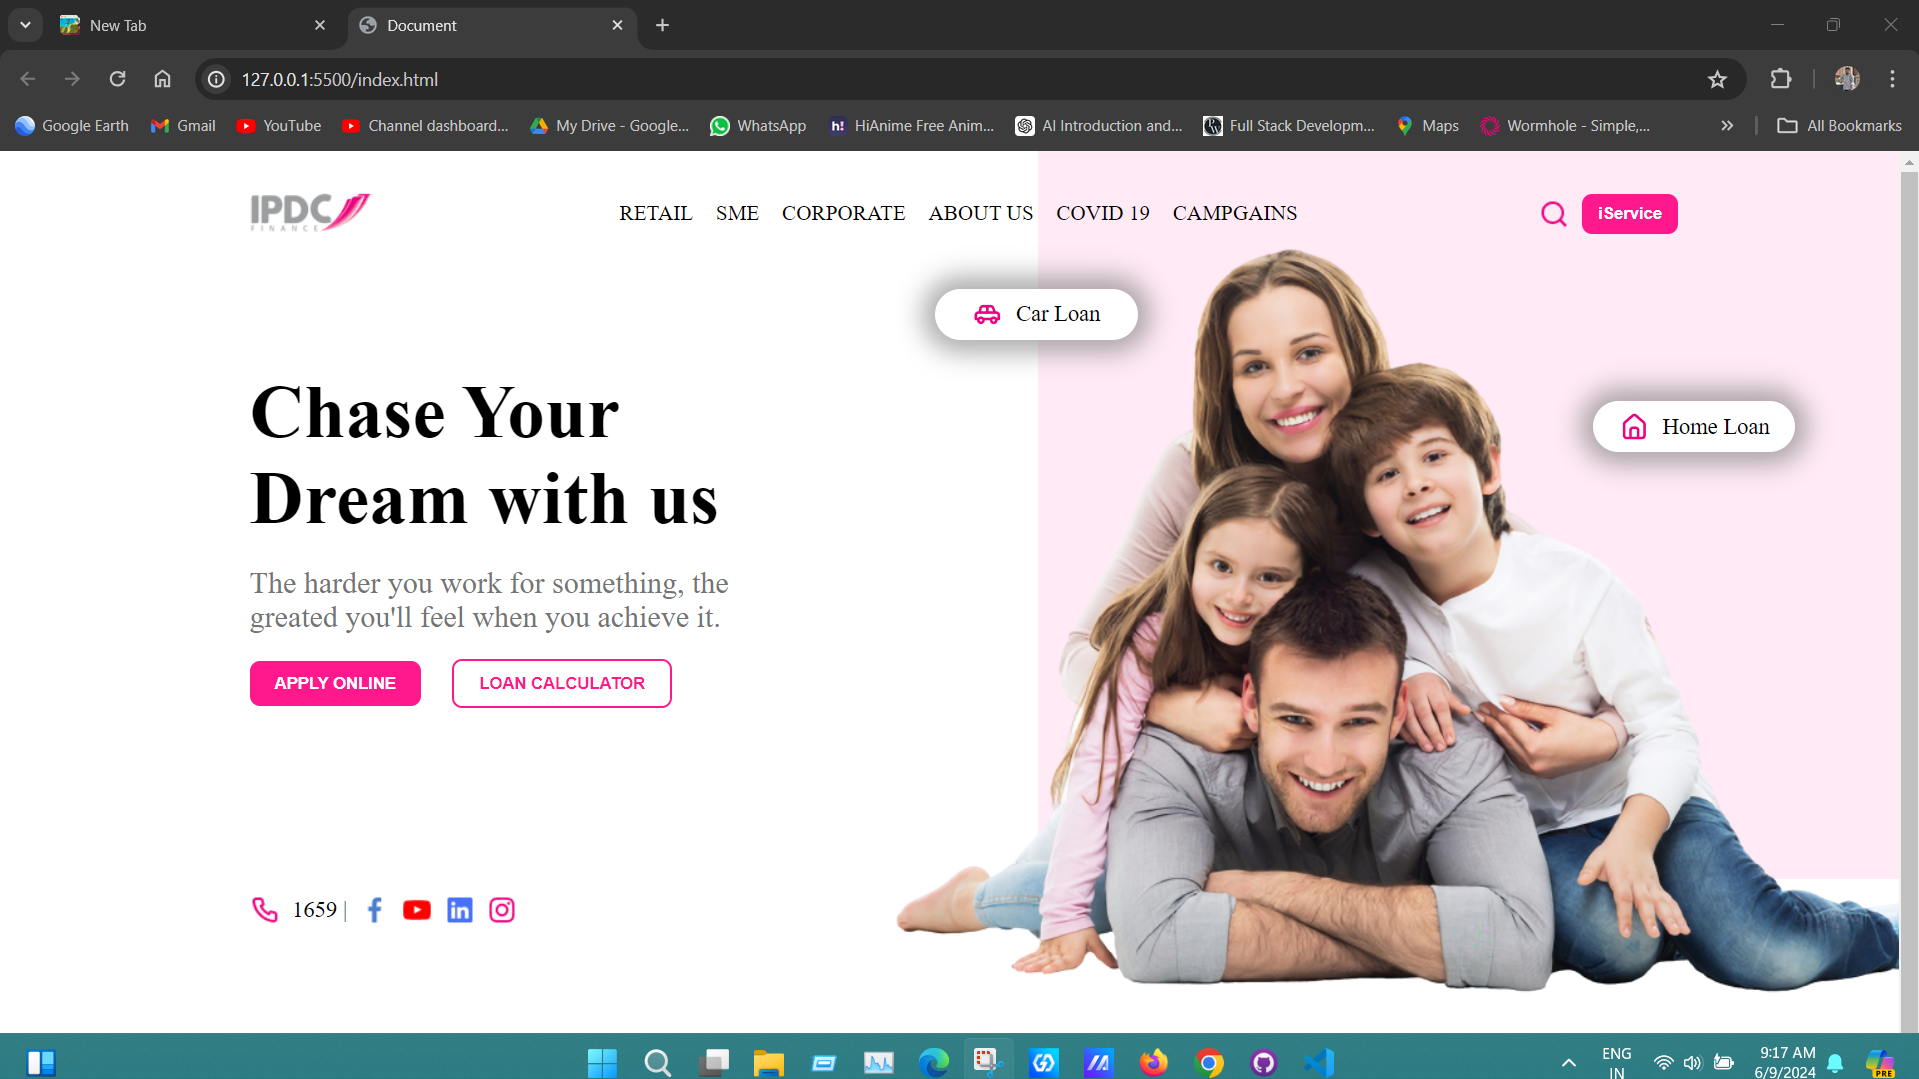 New Tab
Document
127.0.0.1:5500/index.html
Google Earth
Gmail
YouTube
Channel dashboard...
My Drive - Google...
WhatsApp
h! HiAnime Free Anim...
AI Introduction and...
Full Stack Developm...
Maps
Wormhole - Simple,...
All Bookmarks
IPDC
FINANCE
RETAIL SME CORPORATE ABOUT US COVID 19 CAMPGAINS
iService
Car Loan
Home Loan
Chase Your
Dream with us
The harder you work for something, the
greated you'll feel when you achieve it.
APPLY ONLINE
LOAN CALCULATOR
1659 |
ENG
IN
9:17 AM
6/9/2024
PRE